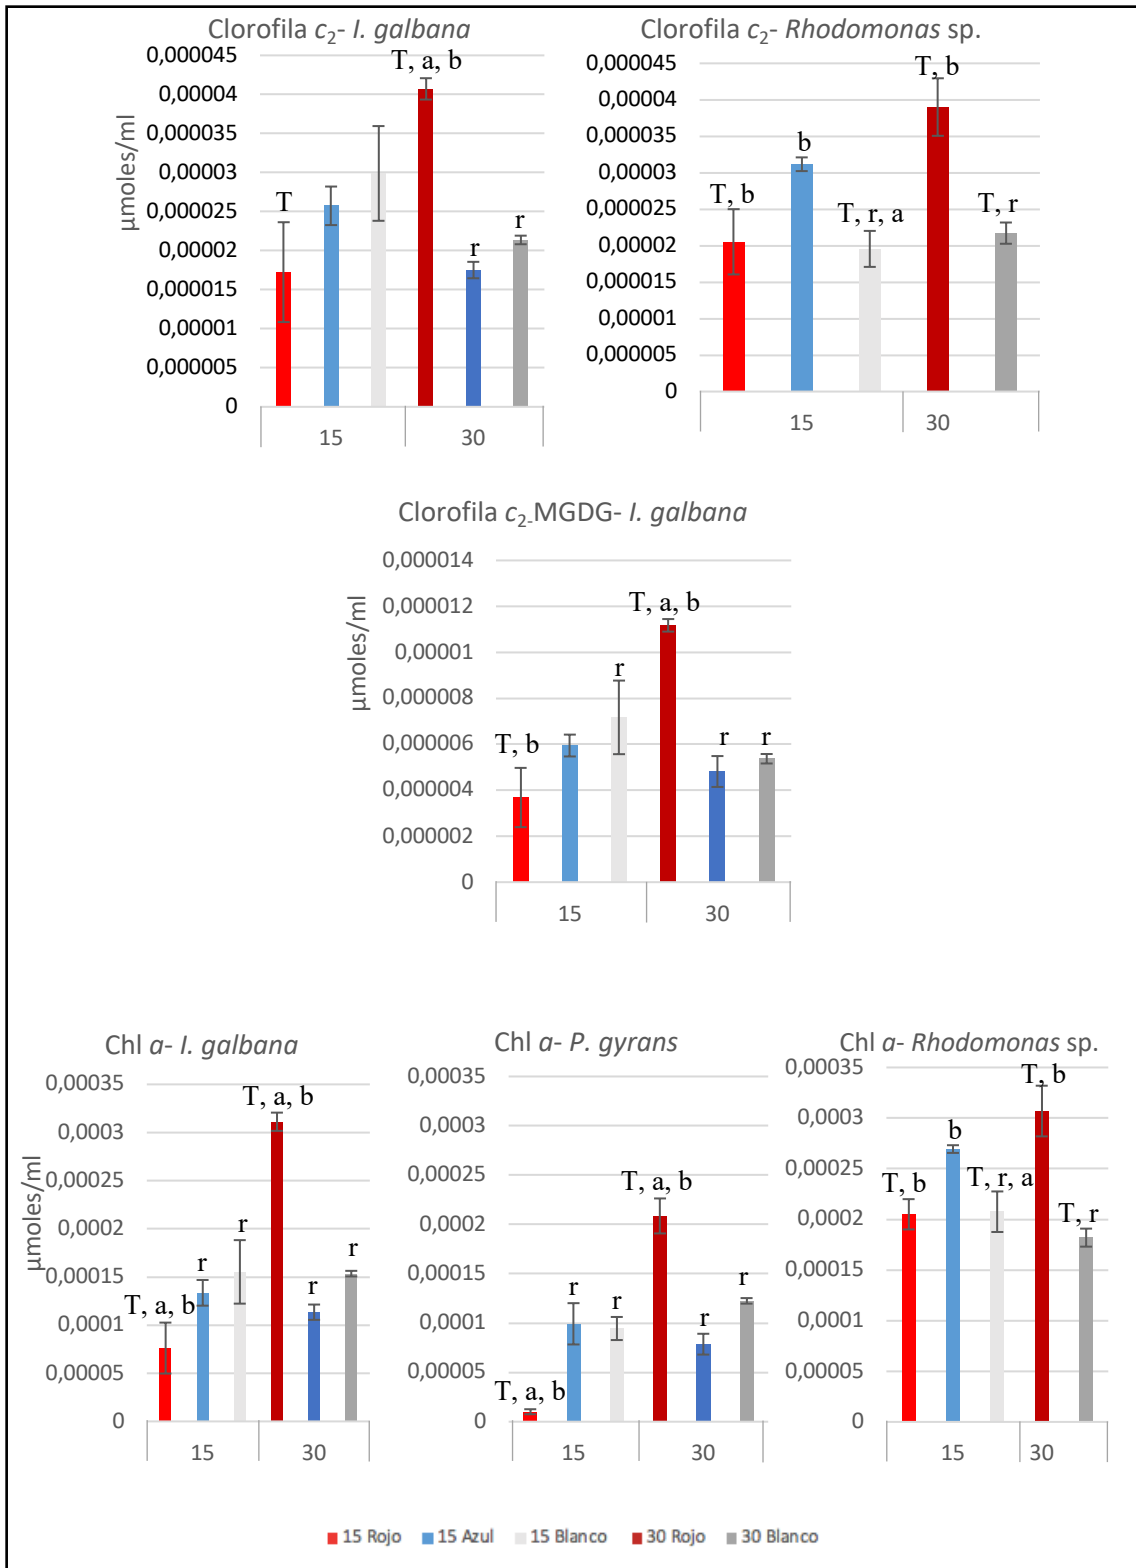 Clorofila c₂- I. galbana
0,000045
0,00004
0,000035
0,00003
0,000025
0,00002
0,000015
0,00001
0,000005
0
μmoles/ml
T
T, a, b
r
r
15
30
Clorofila c₂- Rhodomonas sp.
0,000045
0,00004
0,000035
0,00003
0,000025
0,00002
0,000015
0,00001
0,000005
0
T, b
b
T, r, a
T, b
T, r
15
30
Clorofila c₂-MGDG- I. galbana
0,000014
0,000012
0,00001
0,000008
0,000006
0,000004
0,000002
0
μmoles/ml
T, b
r
T, a, b
r
r
15
30
Chl a- I. galbana
0,00035
0,0003
0,00025
0,0002
0,00015
0,0001
0,00005
0
μmoles/ml
T, a, b
r
r
T, a, b
r
r
15
30
Chl a- P. gyrans
0,00035
0,0003
0,00025
0,0002
0,00015
0,0001
0,00005
0
T, a, b
r
r
T, a, b
r
r
15
30
Chl a- Rhodomonas sp.
0,00035
0,0003
0,00025
0,0002
0,00015
0,0001
0,00005
0
T, b
b
T, r, a
T, b
T, r
15
30
15 Rojo 15 Azul 15 Blanco 30 Rojo 30 Blanco